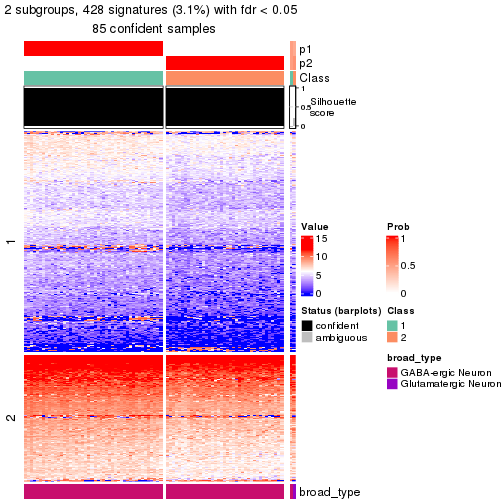 2 subgroups, 428 signatures (3.1%) with fdr < 0.05
85 confident samples
p1
p2
Class
1
0.5
0
Silhouette
score
1
2
broad_type
Value
15
10
5
0
Prob
1
0.5
0
Status (barplots)
confident
ambiguous
Class
1
2
broad_type
GABA-ergic Neuron
Glutamatergic Neuron